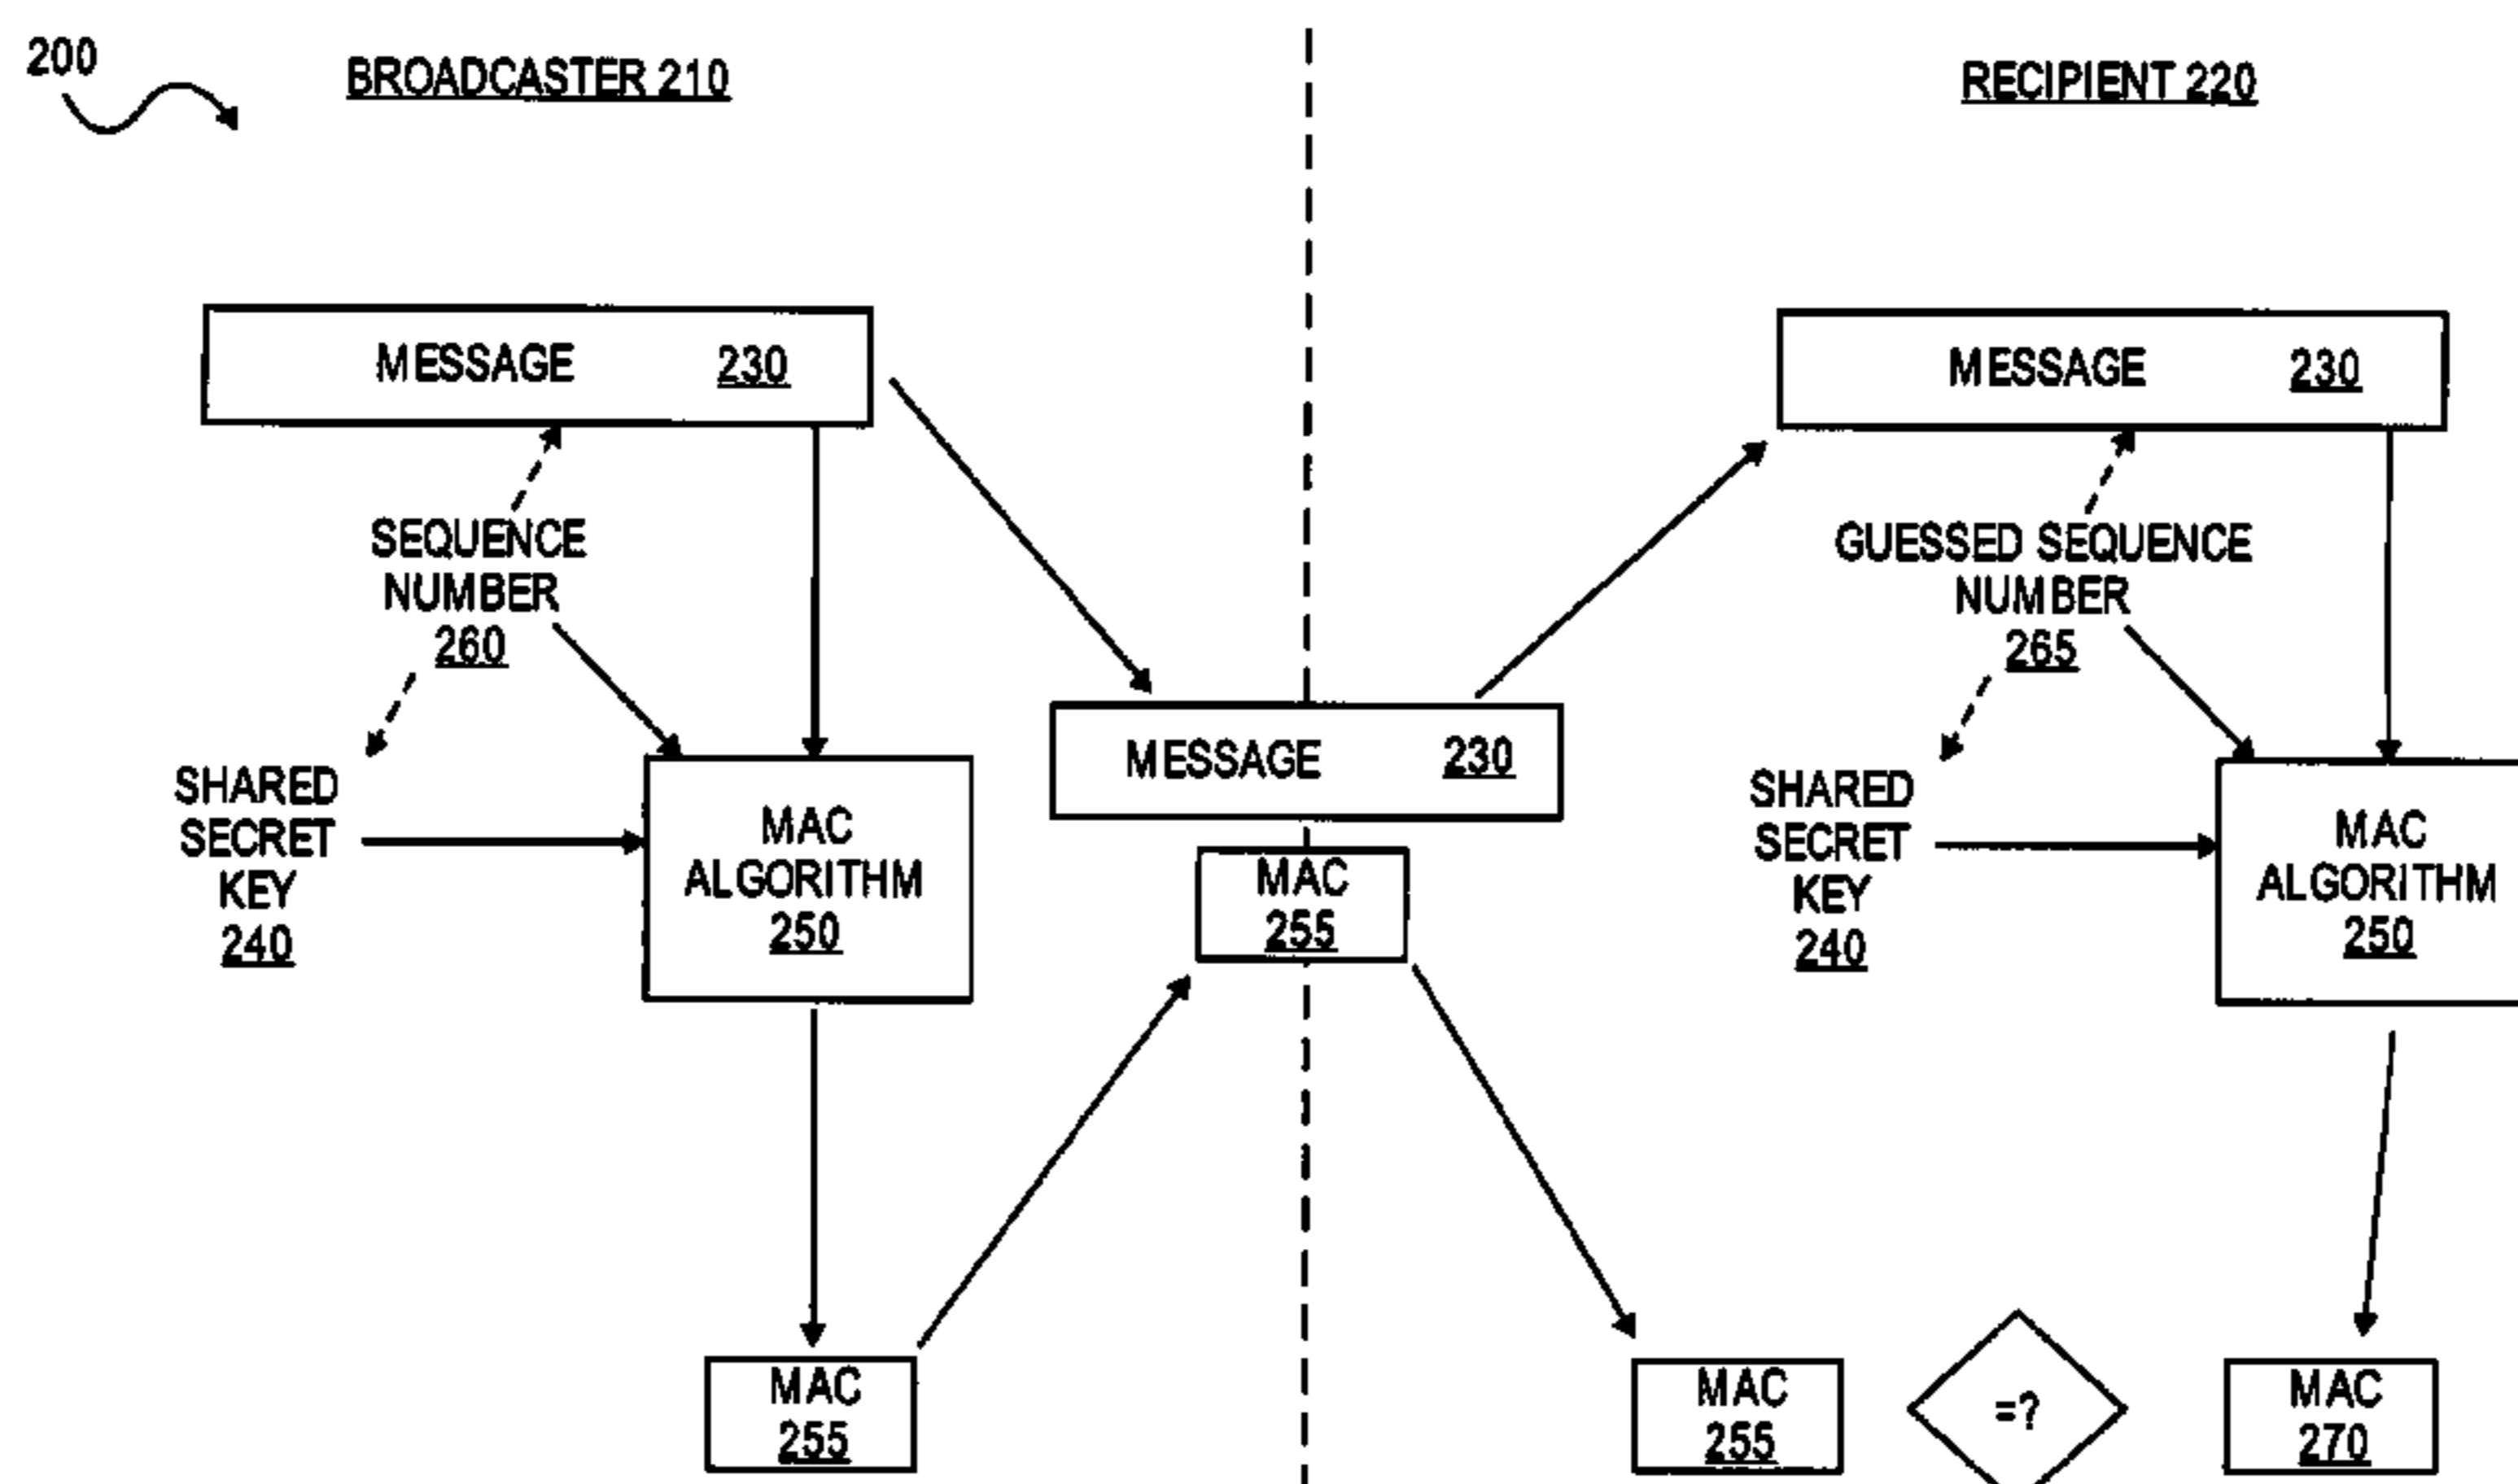 200
BROADCASTER 210
RECIPIENT 220
MESSAGE 230
SEQUENCE
NUMBER
260
SHARED
SECRET
KEY
240
MAC
ALGORITHM
250
MAC
255
MESSAGE 230
MAC
255
MESSAGE 230
GUESSED SEQUENCE
NUMBER
265
SHARED
SECRET
KEY
240
MAC
ALGORITHM
250
MAC
255
=?
MAC
270